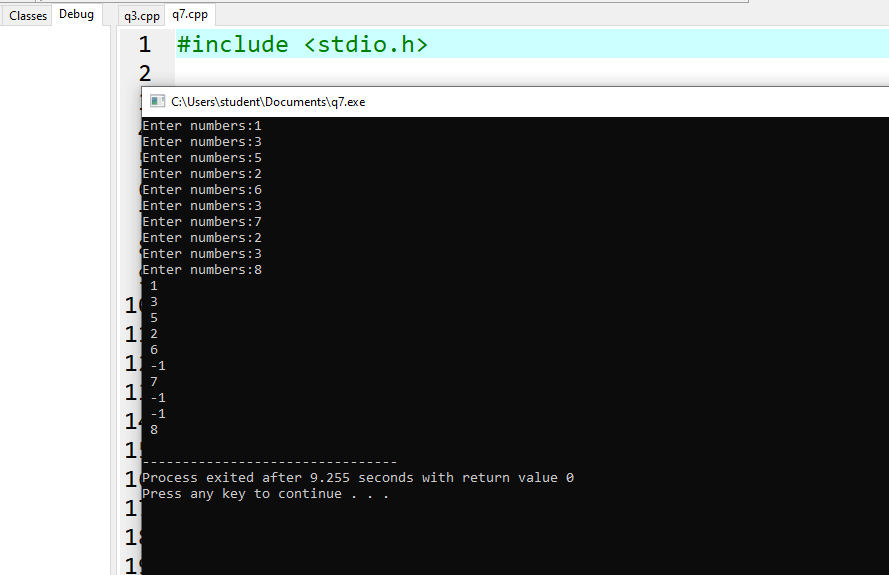 Classes Debug q3.cpp q7.cpp
1 #include <stdio.h>
2
C:\Users\student\Documents\q7.exe
Enter numbers:1
Enter numbers:3
Enter numbers:5
Enter numbers:2
Enter numbers:6
Enter numbers:3
Enter numbers:7
Enter numbers:2
Enter numbers:3
Enter numbers:8
1
3
5
2
6
-1
7
-1
-1
8
--------------------------------
Process exited after 9.255 seconds with return value 0
Press any key to continue . . .